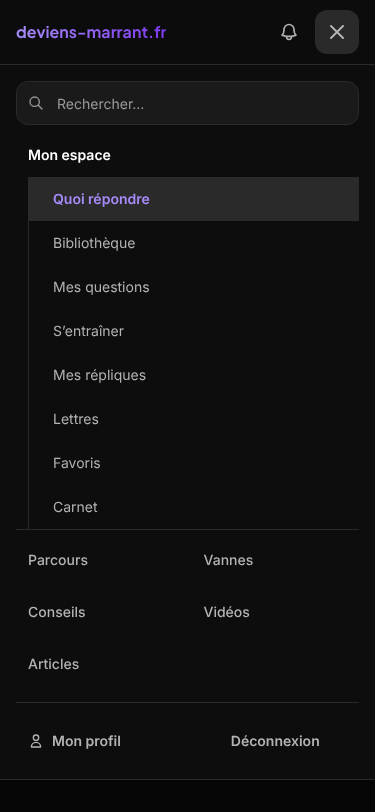 deviens-marrant.fr
Rechercher...
Mon espace
Quoi répondre
Bibliothèque
Mes questions
S'entraîner
Mes répliques
Lettres
Favoris
Carnet
Parcours
Vannes
Conseils
Vidéos
Articles
Mon profil
Déconnexion